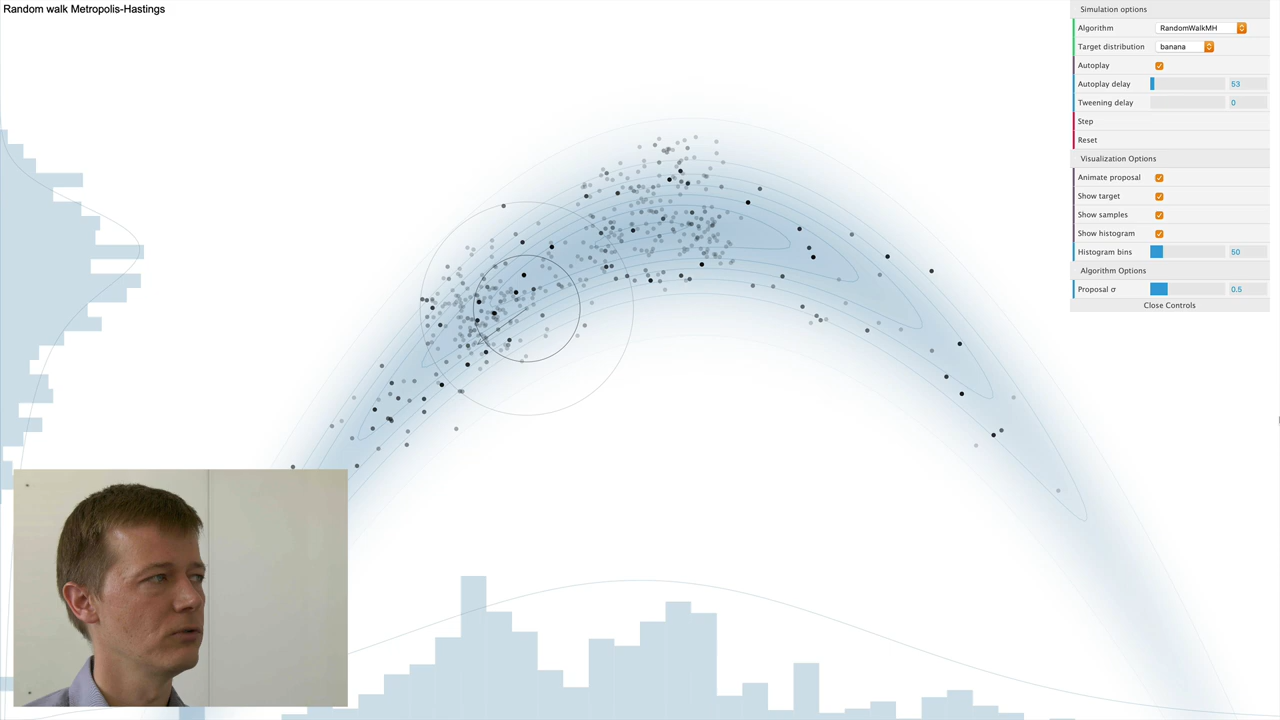 Random walk Metropolis-Hastings
Simulation options
Algorithm RandomWalkMH
Target distribution banana
Autoplay
Autoplay delay 53
Tweening delay 0
Step
Reset
Visualization Options
Animate proposal
Show target
Show samples
Show histogram
Histogram bins 50
Algorithm Options
Proposal σ 0.5
Close Controls